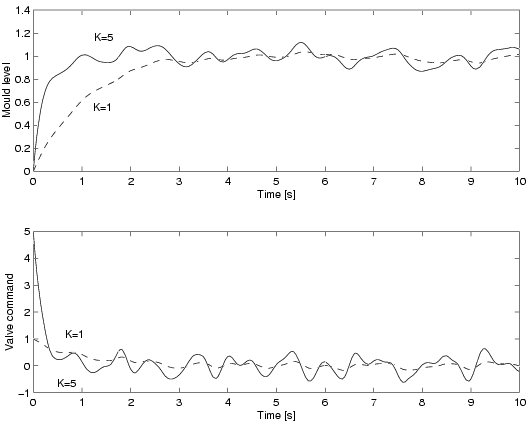 1.4
1.2
1
0.8
0.6
0.4
0.2
0
Mould level
K=5
K=1
0 1 2 3 4 5 6 7 8 9 10
Time [s]
5
4
3
2
1
0
−1
Valve command
K=1
K=5
0 1 2 3 4 5 6 7 8 9 10
Time [s]